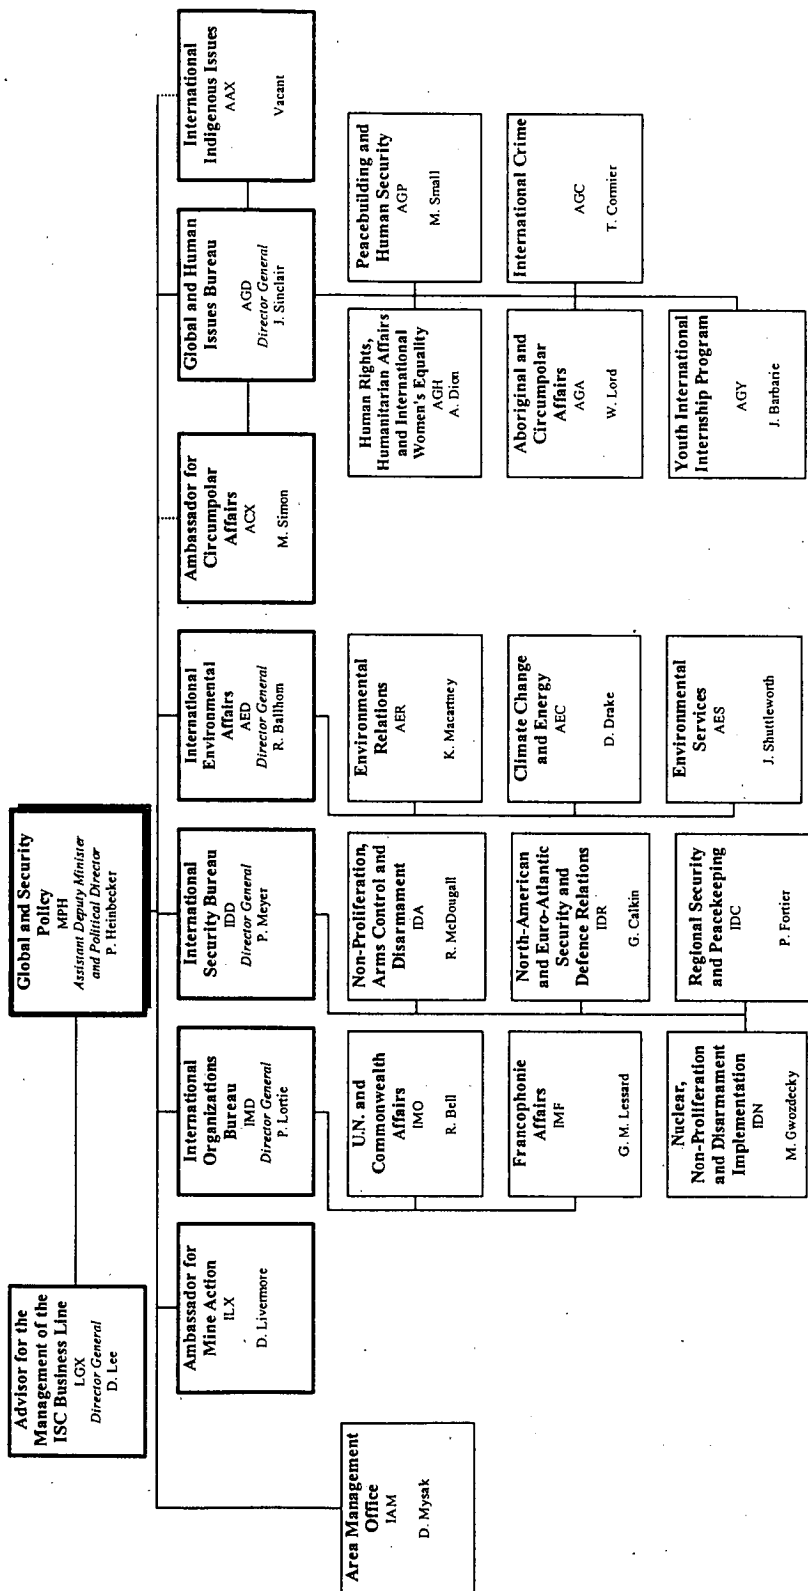 Global and Security
Policy
MPH
Assistant Deputy Minister
and Political Director
P. Heinbecker
Advisor for the
Management of the
ISC Business Line
LGX
Director General
D. Lee
Area Management
Office
IAM
D. Mysak
Ambassador for
Mine Action
ILX
D. Livermore
International
Organizations
Bureau
IMD
Director General
P. Lortie
U.N. and
Commonwealth
Affairs
IMO
R. Bell
Francophonie
Affairs
IMF
G. M. Lessard
International
Security Bureau
IDD
Director General
P. Meyer
Non-Proliferation,
Arms Control and
Disarmament
IDA
R. McDougall
North-American
and Euro-Atlantic
Security and
Defence Relations
IDR
G. Calkin
Nuclear,
Non-Proliferation
and Disarmament
Implementation
IDN
M. Gwozdecky
Regional Security
and Peacekeeping
IDC
P. Fortier
International
Environmental
Affairs
AED
Director General
R. Ballhorn
Environmental
Relations
AER
K. Macartney
Climate Change
and Energy
AEC
D. Drake
Environmental
Services
AES
J. Shuttleworth
Ambassador for
Circumpolar
Affairs
ACX
M. Simon
Global and Human
Issues Bureau
AGD
Director General
J. Sinclair
Human Rights,
Humanitarian Affairs
and International
Women's Equality
AGH
A. Dion
Peacebuilding and
Human Security
AGP
M. Small
Aboriginal and
Circumpolar
Affairs
AGA
W. Lord
International Crime
AGC
T. Cormier
Youth International
Internship Program
AGY
J. Barbarie
International
Indigenous Issues
AAX
Vacant